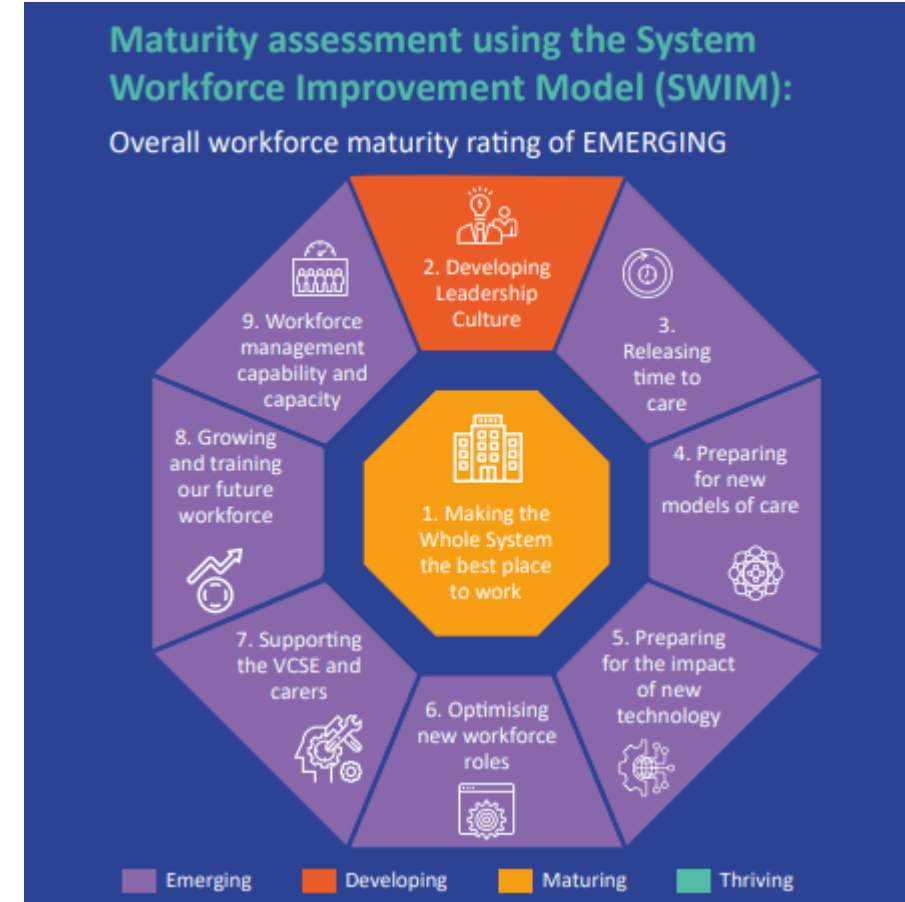 Maturity assessment using the System
Workforce Improvement Model (SWIM):
Overall workforce maturity rating of EMERGING
2. Developing
Leadership
Culture
3.
Releasing
time to
care
4. Preparing
for new
models of care
5. Preparing
for the impact
of new
technology
6. Optimising
new workforce
roles
7. Supporting
the VCSE and
carers
8. Growing
and training
our future
workforce
9. Workforce
management
capability and
capacity
1. Making the
Whole System
the best place
to work
Emerging
Developing
Maturing
Thriving